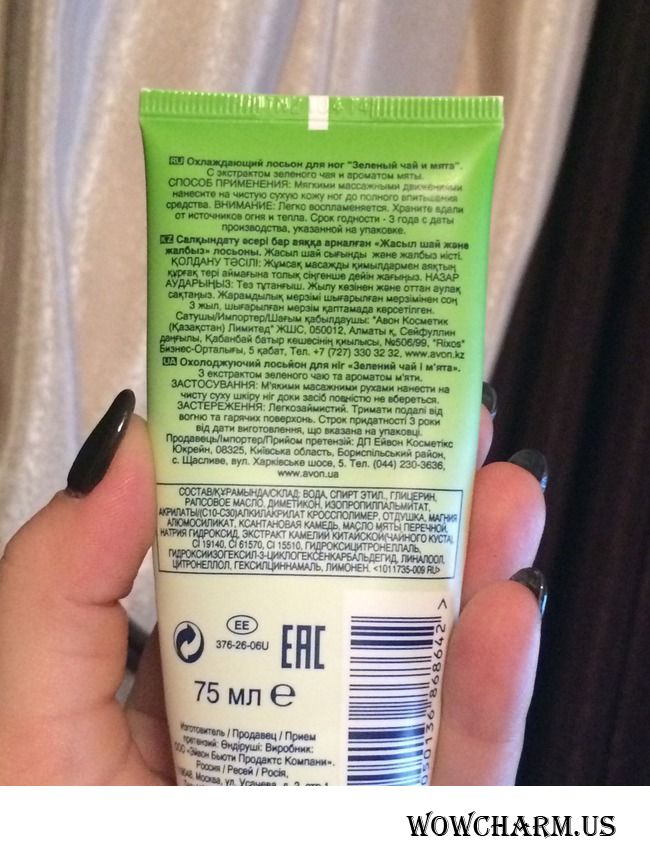 RU Охлаждающий лосьон для ног "Зеленый чай и мята".
С экстрактом зеленого чая и ароматом мяты.
СПОСОБ ПРИМЕНЕНИЯ: Мягкими массажными движениями
нанесите на чистую сухую кожу ног до полного впитывания
средства. ВНИМАНИЕ: Легко воспламеняется. Храните вдали
от источников огня и тепла. Срок годности - 3 года с даты
производства, указанной на упаковке.
KZ Салқындату әсері бар аяққа арналған «Жасыл шай және
жалбыз» лосьоны. Жасыл шай сығынды және жалбыз иісті.
ҚОЛДАНУ ТӘСІЛІ: Жұмсақ масажды қимылдармен аяқтың
құрғақ тері аймағына толық сіңгенше дейін жағыңыз. НАЗАР
АУДАРЫҢЫЗ: Тез тұтанғыш. Жылу көзінен және оттан аулақ
сақтаңыз. Жарамдылық мерзімі шығарылған мерзімінен соң
3 жыл, шығарылған мерзім қаптамада көрсетілген.
Сатушы/Импортер/Шағым қабылдаушы: "Авон Косметик
(Қазақстан) Лимитед" ЖШС, 050012, Алматы қ. Сейфуллин
даңғылы, Қабанбай батыр көшесінің қиылысы, №506/99, "Rixos"
Бизнес-Орталығы, 5 қабат, Тел. +7 (727) 330 32 32, www.avon.kz
UA Охолоджуючий лосьйон для ніг «Зелений чай і м'ята».
З екстрактом зеленого чаю та ароматом м'яти.
ЗАСТОСУВАННЯ: М'якими масажними рухами нанести на
чисту суху шкіру ніг доки засіб повністю не вбереться.
ЗАСТЕРЕЖЕННЯ: Легкозаймистий. Тримати подалі від
вогню та гарячих поверхонь. Строк придатності 3 роки
від дати виготовлення, що вказана на упаковці.
Продавець/Імпортер/Прийом претензій: ДП Ейвон Косметікс
Юкрейн, 08325, Київська область, Бориспільський район,
с. Щасливе, вул. Харківське шосе, 5. Тел. (044) 230-3636,
www.avon.ua
СОСТАВ/ҚҰРАМЫНДА/СКЛАД: ВОДА, СПИРТ ЭТИЛ., ГЛИЦЕРИН,
РАПСОВОЕ МАСЛО, ДИМЕТИКОН, ИЗОПРОПИЛПАЛЬМИТАТ,
АКРИЛАТЫ/(C10-C30)АЛКИЛАКРИЛАТ КРОССПОЛИМЕР, ОТДУШКА, МАГНИЯ
АЛЮМОСИЛИКАТ, КСАНТАНОВАЯ КАМЕДЬ, МАСЛО МЯТЫ ПЕРЕЧНОЙ,
НАТРИЯ ГИДРОКСИД, ЭКСТРАКТ КАМЕЛИИ КИТАЙСКОЙ(ЧАЙНОГО КУСТА),
CI 19140, CI 61570, CI 15510, ГИДРОКСИЦИТРОНЕЛЛАЛЬ,
ГИДРОКСИИЗОГЕКСИЛ-3-ЦИКЛОГЕКСЕНКАРБАЛЬДЕГИД, ЛИНАЛООЛ,
ЦИТРОНЕЛЛОЛ, ГЕКСИЛЦИННАМАЛЬ, ЛИМОНЕН. <1011735-009 RU>
EE
376-26-06U
EAC
75 мл e
050136 868642 >
Изготовитель / Продавец / Прием
претензий: Өндіруші: Виробник:
ООО «Эйвон Бьюти Продактс Компани».
Россия / Ресей / Росія,
Москва, ул. Усачева, д.
WOWCHARM.US